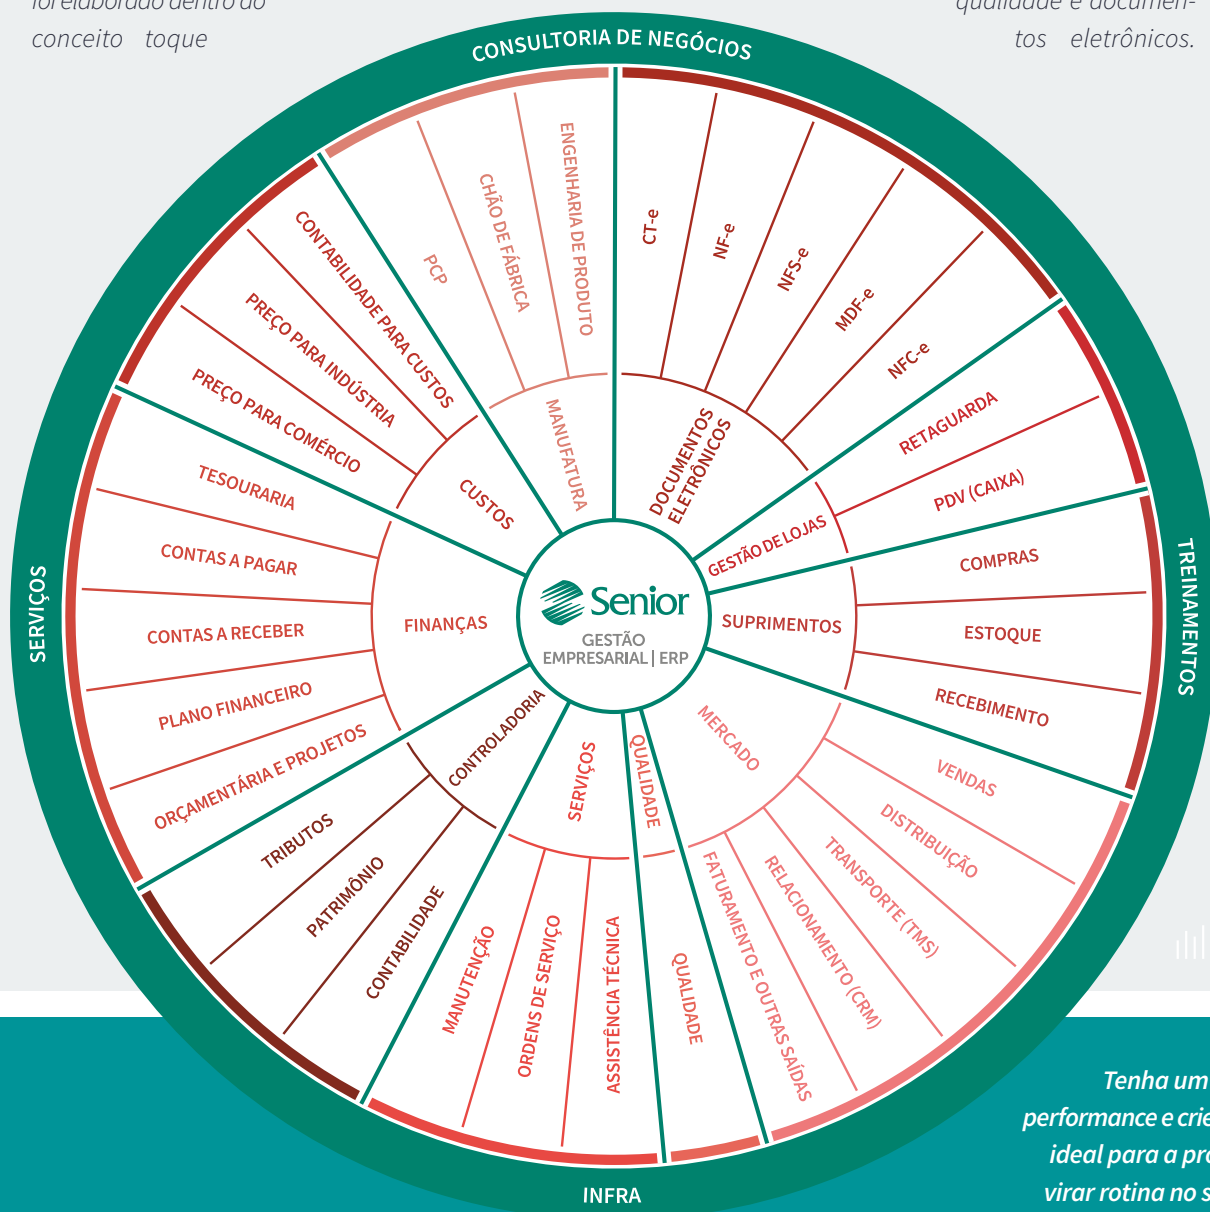 foi elaborado dentro do
conceito toque
qualidade e documen-
tos eletrônicos.
CONSULTORIA DE NEGÓCIOS
TREINAMENTOS
INFRA
SERVIÇOS
Senior
GESTÃO
EMPRESARIAL | ERP
DOCUMENTOS
ELETRÔNICOS
CT-e
NF-e
NFS-e
MDF-e
NFC-e
GESTÃO DE LOJAS
RETAGUARDA
PDV (CAIXA)
SUPRIMENTOS
COMPRAS
ESTOQUE
RECEBIMENTO
MERCADO
VENDAS
DISTRIBUIÇÃO
TRANSPORTE (TMS)
RELACIONAMENTO (CRM)
FATURAMENTO E OUTRAS SAÍDAS
QUALIDADE
QUALIDADE
SERVIÇOS
ASSISTÊNCIA TÉCNICA
ORDENS DE SERVIÇO
MANUTENÇÃO
CONTROLADORIA
CONTABILIDADE
PATRIMÔNIO
TRIBUTOS
FINANÇAS
ORÇAMENTÁRIA E PROJETOS
PLANO FINANCEIRO
CONTAS A RECEBER
CONTAS A PAGAR
TESOURARIA
CUSTOS
PREÇO PARA COMÉRCIO
PREÇO PARA INDÚSTRIA
CONTABILIDADE PARA CUSTOS
MANUFATURA
PCP
CHÃO DE FÁBRICA
ENGENHARIA DE PRODUTO
Tenha um
performance e crie
ideal para a pro
virar rotina no s